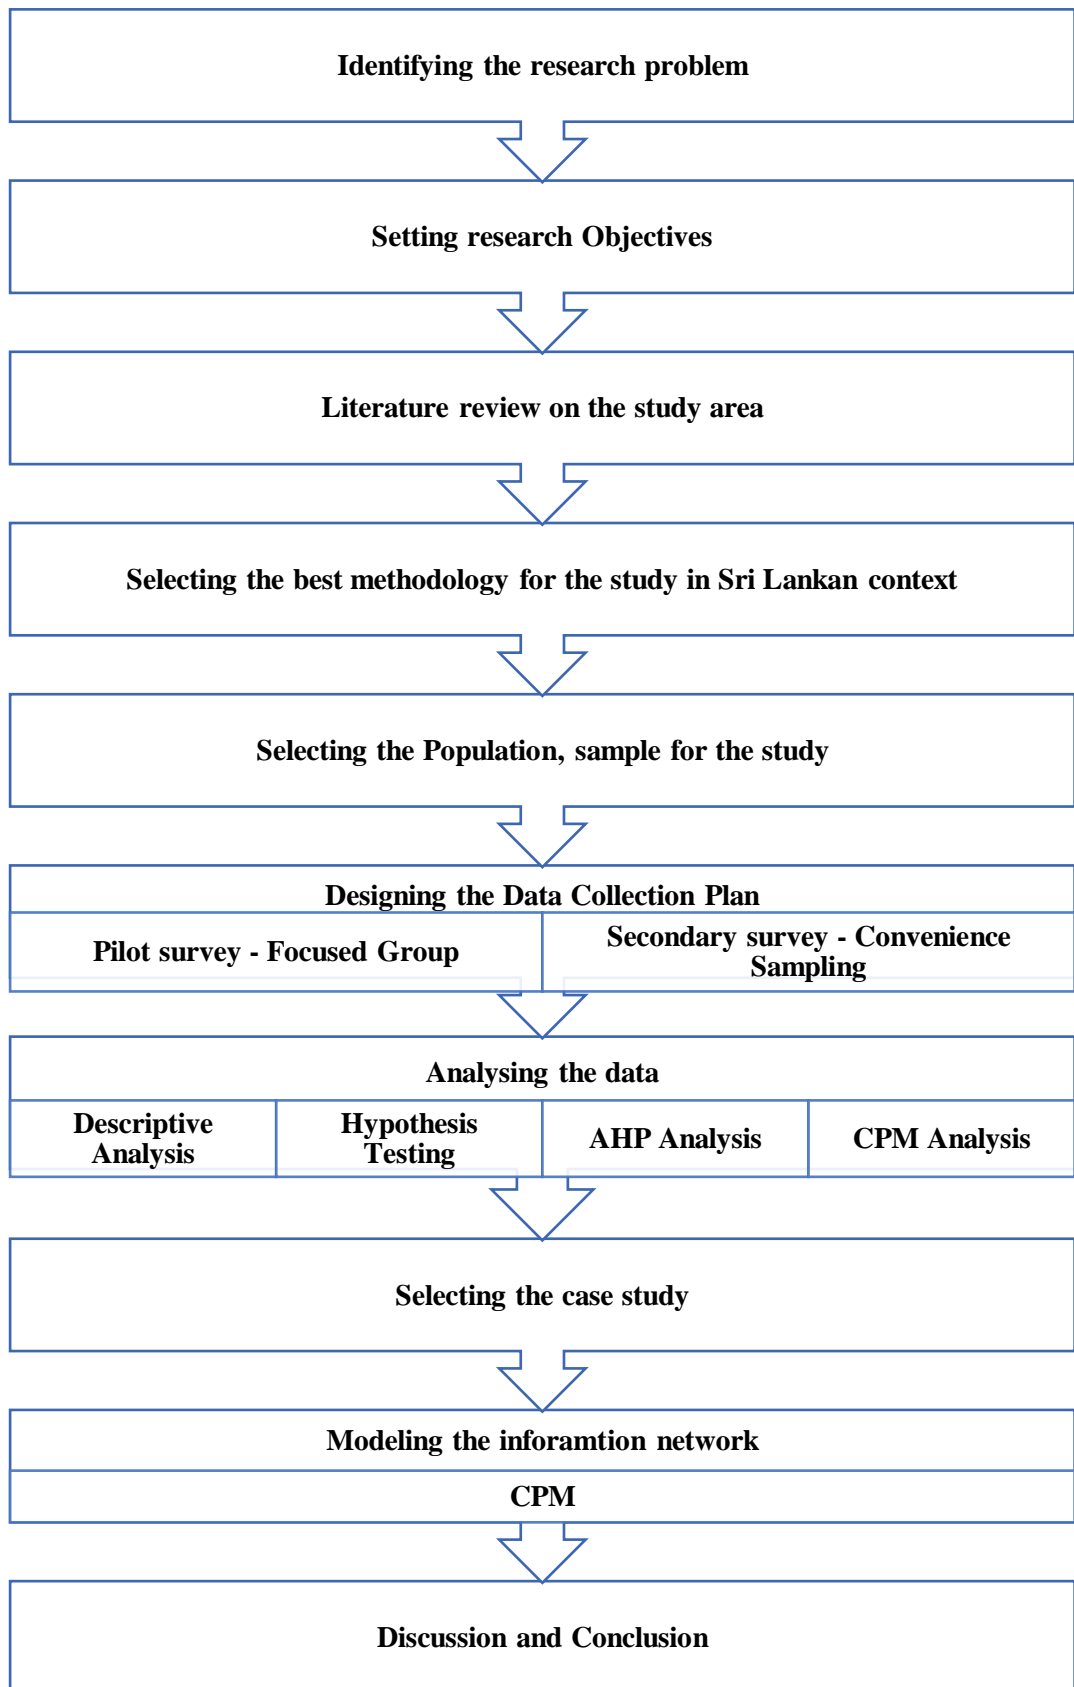 Identifying the research problem
Setting research Objectives
Literature review on the study area
Selecting the best methodology for the study in Sri Lankan context
Selecting the Population, sample for the study
Designing the Data Collection Plan
Pilot survey - Focused Group
Secondary survey - Convenience
Sampling
Analysing the data
Descriptive
Analysis
Hypothesis
Testing
AHP Analysis
CPM Analysis
Selecting the case study
Modeling the inforamtion network
CPM
Discussion and Conclusion